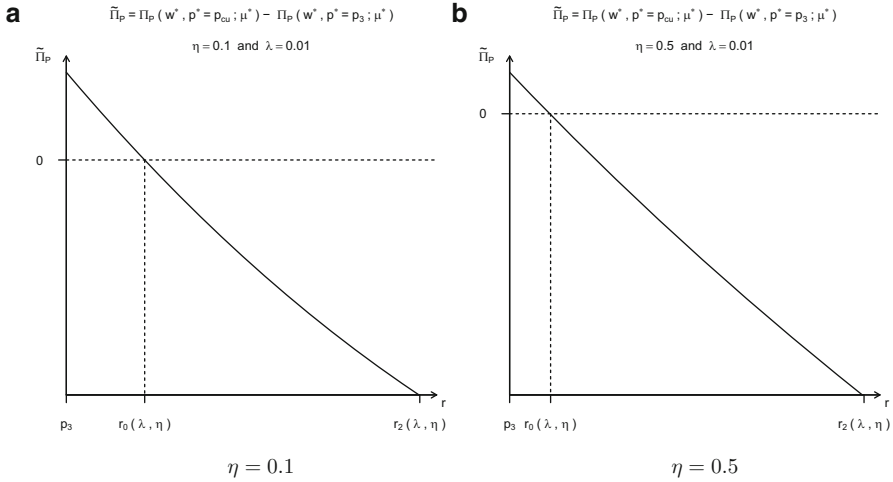 a
Π̃P = ΠP ( w*, p* = pcu ; μ* ) − ΠP ( w*, p* = p3 ; μ* )
η = 0.1 and λ = 0.01
Π̃P
0
r
p3 r0 ( λ , η ) r2 ( λ , η )
η = 0.1
b
Π̃P = ΠP ( w*, p* = pcu ; μ* ) − ΠP ( w*, p* = p3 ; μ* )
η = 0.5 and λ = 0.01
Π̃P
0
r
p3 r0 ( λ , η ) r2 ( λ , η )
η = 0.5